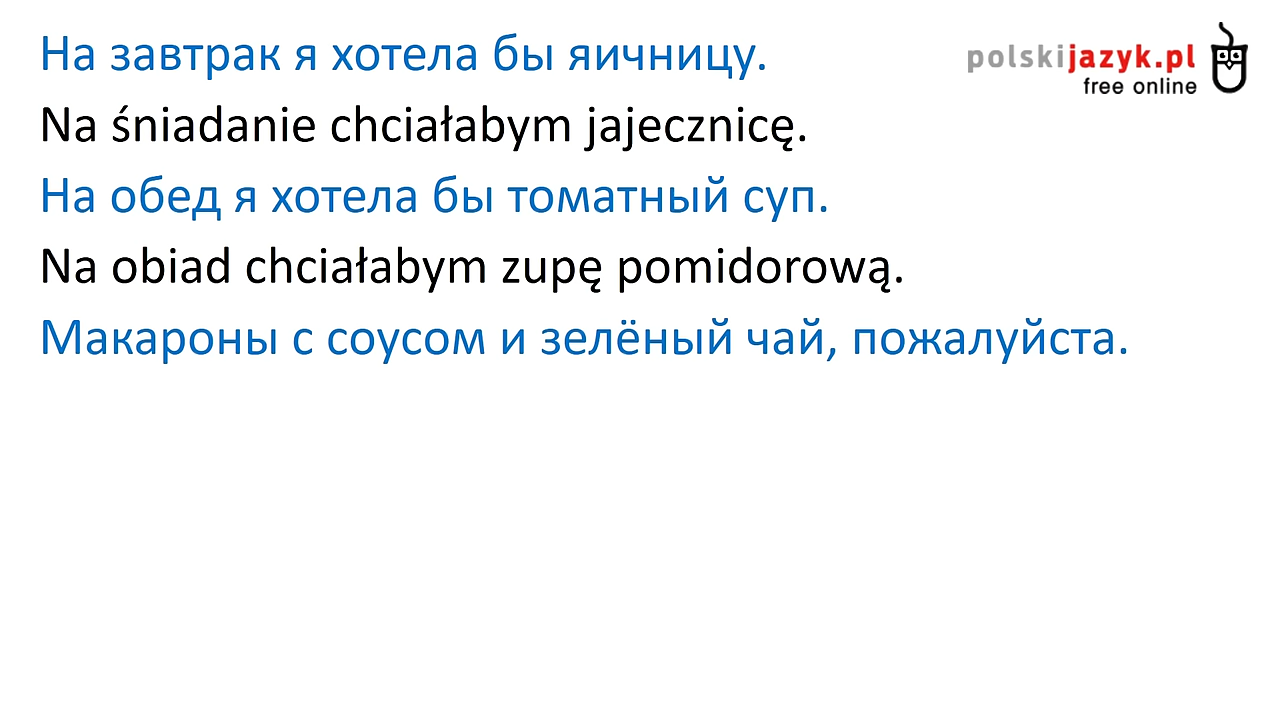 На завтрак я хотела бы яичницу.
polskijazyk.pl
free online
Na śniadanie chciałabym jajecznicę.
На обед я хотела бы томатный суп.
Na obiad chciałabym zupę pomidorową.
Макароны с соусом и зелёный чай, пожалуйста.